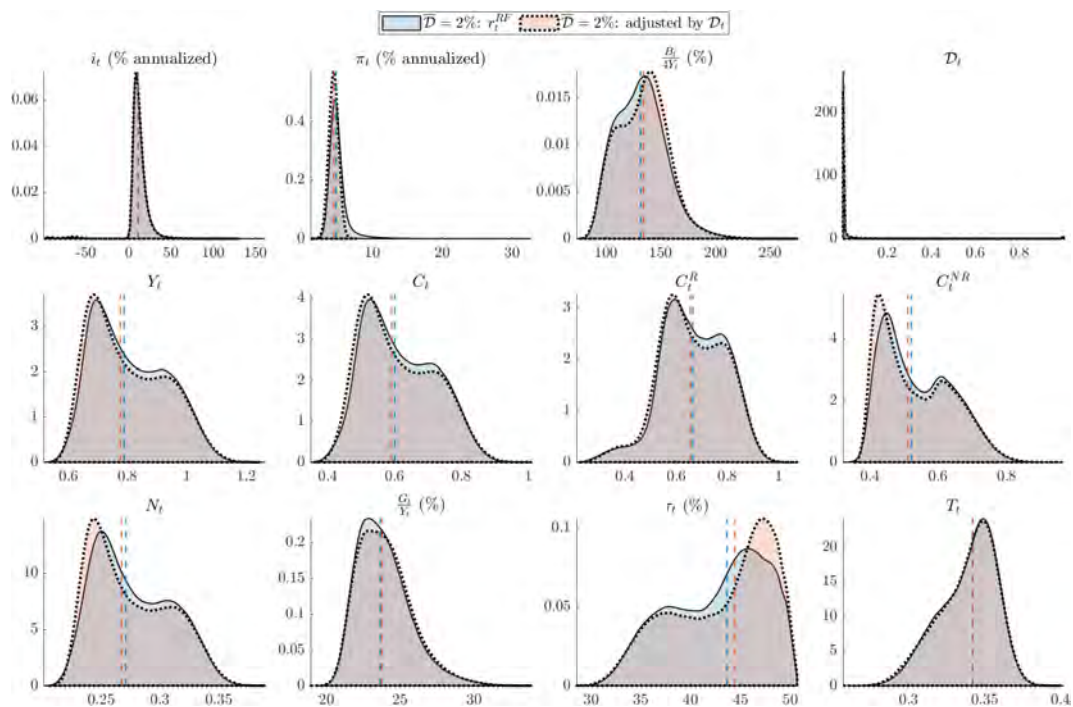 D̅ = 2%: r_t^{RF} D̅ = 2%: adjusted by D_t
i_t (% annualized) π_t (% annualized) B_t/4Y_t (%) D_t
0.06
0.04
0.02
0
-50 0 50 100 150
0.4
0.2
0
10 20 30
0.015
0.01
0.005
0
100 150 200 250
200
100
0
0.2 0.4 0.6 0.8
Y_t C_t C_t^R C_t^{NR}
3
2
1
0
0.6 0.8 1 1.2
4
3
2
1
0
0.4 0.6 0.8 1
3
2
1
0
0.4 0.6 0.8 1
4
2
0
0.4 0.6 0.8
N_t G_t/Y_t (%) r_t (%) T_t
10
5
0
0.25 0.3 0.35
0.2
0.15
0.1
0.05
0
20 25 30
0.1
0.05
0
30 35 40 45 50
20
15
10
5
0
0.3 0.35 0.4